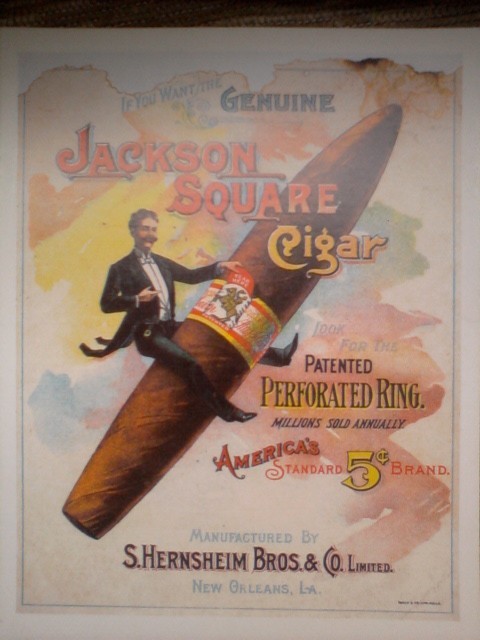 IF YOU WANT THE
GENUINE
JACKSON
SQUARE
Cigar
LOOK
FOR THE
PATENTED
PERFORATED RING.
MILLIONS SOLD ANNUALLY.
AMERICA'S
STANDARD 5¢ BRAND.
MANUFACTURED BY
S. HERNSHEIM BROS. & CO. LIMITED.
NEW ORLEANS, LA.